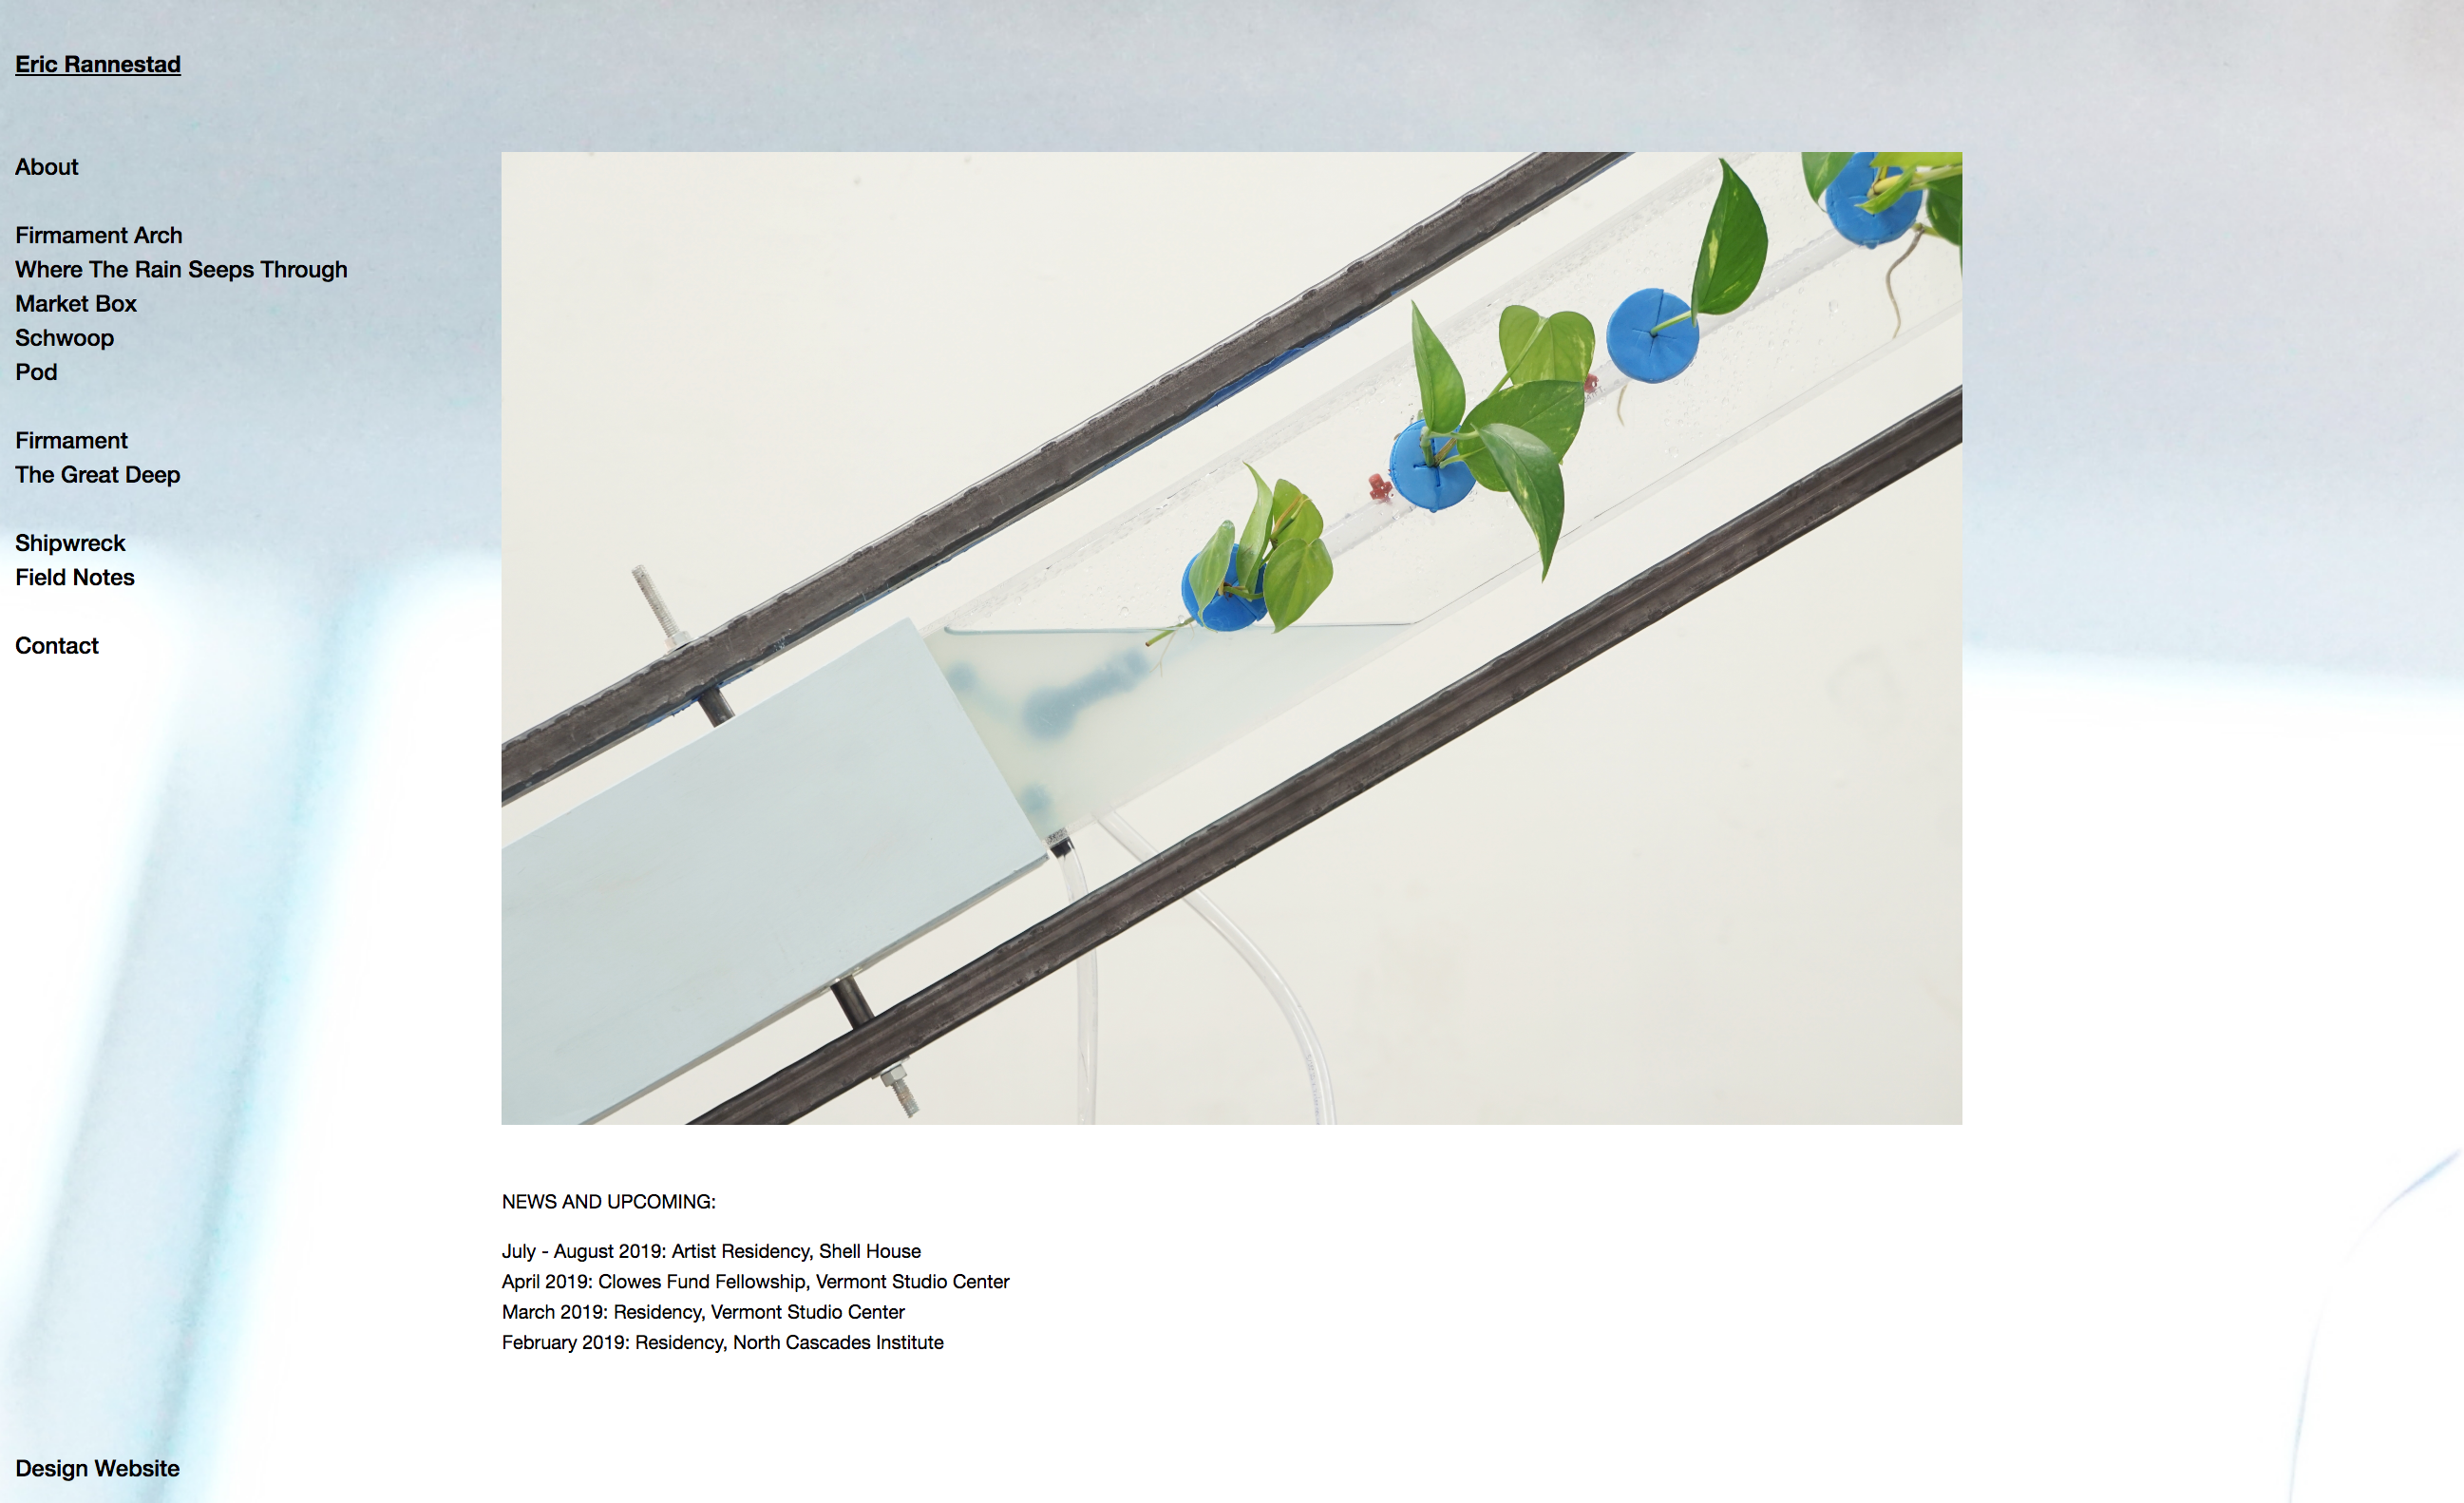 Eric Rannestad
About
Firmament Arch
Where The Rain Seeps Through
Market Box
Schwoop
Pod
Firmament
The Great Deep
Shipwreck
Field Notes
Contact
NEWS AND UPCOMING:
July - August 2019: Artist Residency, Shell House
April 2019: Clowes Fund Fellowship, Vermont Studio Center
March 2019: Residency, Vermont Studio Center
February 2019: Residency, North Cascades Institute
Design Website